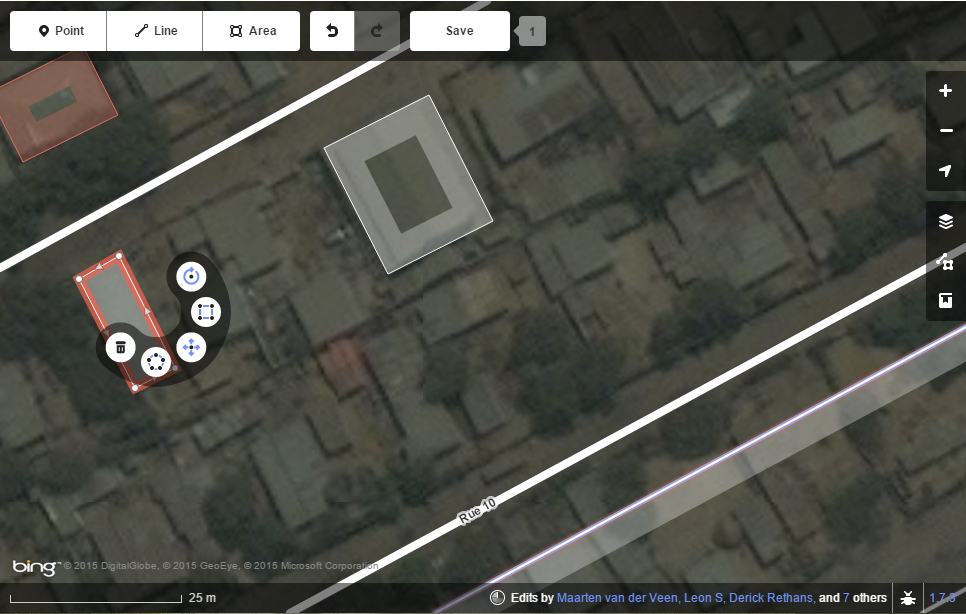 Point
Line
Area
Save
1
Rue 10
bing™ © 2015 DigitalGlobe, © 2015 GeoEye, © 2015 Microsoft Corporation
25 m
Edits by Maarten van der Veen, Leon S, Derick Rethans, and 7 others
1.7.3